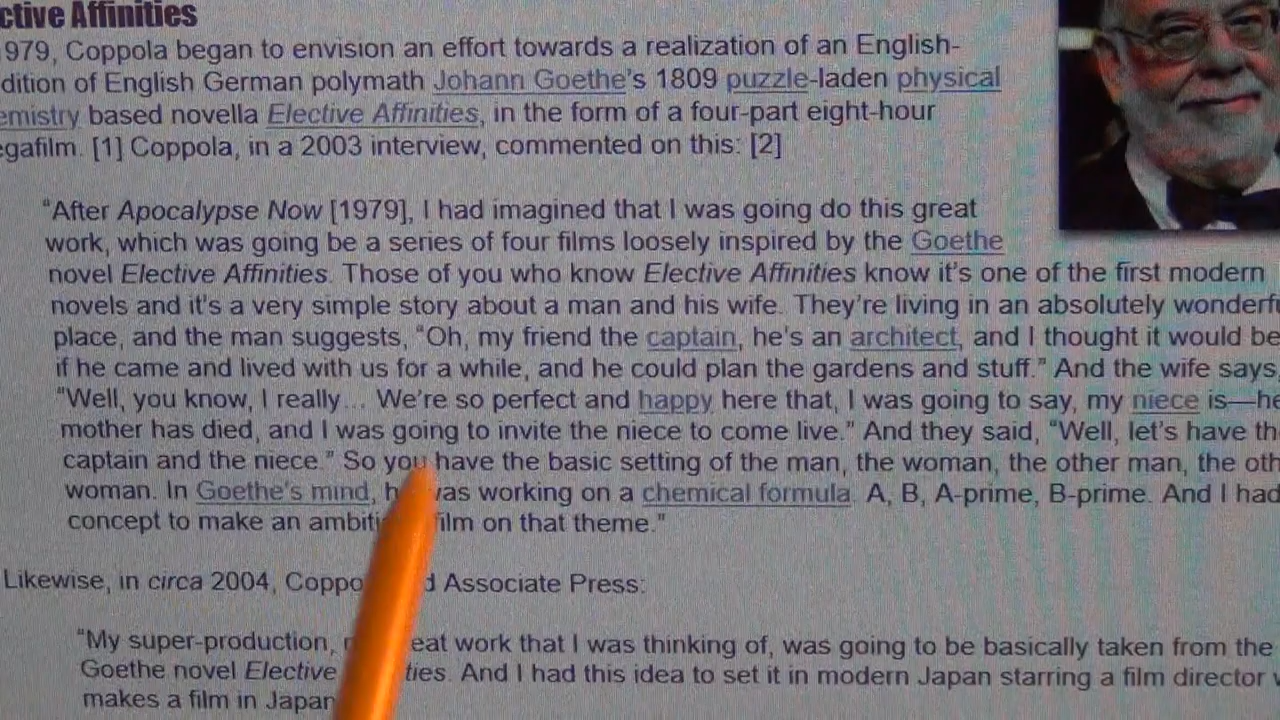 ctive Affinities
979, Coppola began to envision an effort towards a realization of an English-
dition of English German polymath Johann Goethe's 1809 puzzle-laden physical
emistry based novella Elective Affinities, in the form of a four-part eight-hour
egafilm. [1] Coppola, in a 2003 interview, commented on this: [2]
“After Apocalypse Now [1979], I had imagined that I was going do this great
work, which was going be a series of four films loosely inspired by the Goethe
novel Elective Affinities. Those of you who know Elective Affinities know it's one of the first modern
novels and it's a very simple story about a man and his wife. They're living in an absolutely wonderf
place, and the man suggests, “Oh, my friend the captain, he's an architect, and I thought it would be
if he came and lived with us for a while, and he could plan the gardens and stuff.” And the wife says,
“Well, you know, I really… We're so perfect and happy here that, I was going to say, my niece is—he
mother has died, and I was going to invite the niece to come live.” And they said, “Well, let's have th
captain and the niece.” So you have the basic setting of the man, the woman, the other man, the oth
woman. In Goethe's mind, h was working on a chemical formula. A, B, A-prime, B-prime. And I had
concept to make an ambiti film on that theme.”
Likewise, in circa 2004, Coppo d Associate Press:
“My super-production, eat work that I was thinking of, was going to be basically taken from the
Goethe novel Elective ties. And I had this idea to set it in modern Japan starring a film director
makes a film in Japan